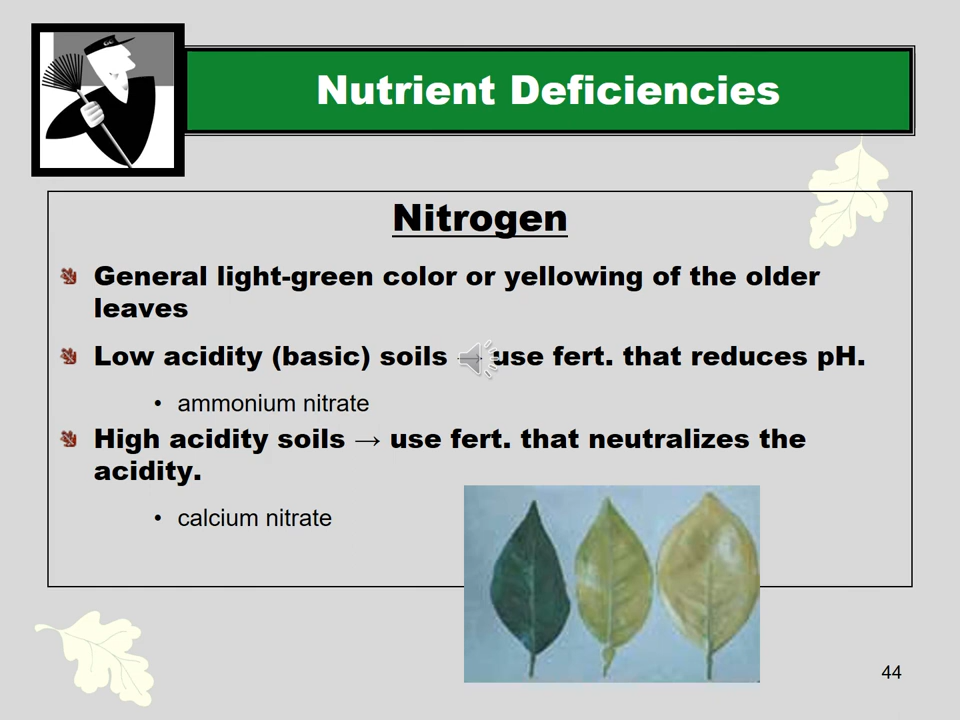 Nutrient Deficiencies
Nitrogen
General light-green color or yellowing of the older
leaves
Low acidity (basic) soils → use fert. that reduces pH.
• ammonium nitrate
High acidity soils → use fert. that neutralizes the
acidity.
• calcium nitrate
44